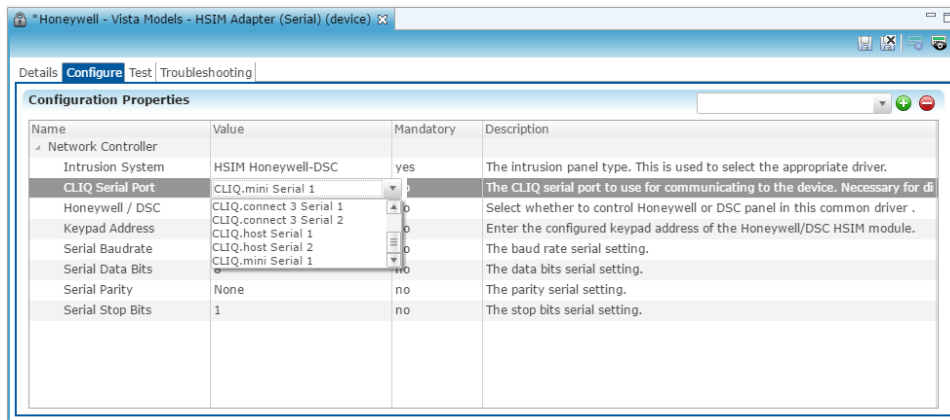 *Honeywell - Vista Models - HSIM Adapter (Serial) (device)
Details Configure Test Troubleshooting
Configuration Properties
Name Value Mandatory Description
Network Controller
Intrusion System HSIM Honeywell-DSC yes The intrusion panel type. This is used to select the appropriate driver.
CLIQ Serial Port CLIQ.mini Serial 1 The CLIQ serial port to use for communicating to the device. Necessary for di
CLIQ.connect 3 Serial 1
Honeywell / DSC Select whether to control Honeywell or DSC panel in this common driver .
CLIQ.connect 3 Serial 2
Keypad Address Enter the configured keypad address of the Honeywell/DSC HSIM module.
CLIQ.host Serial 1
Serial Baudrate The baud rate serial setting.
CLIQ.host Serial 2
CLIQ.mini Serial 1
Serial Data Bits 8 no The data bits serial setting.
Serial Parity None no The parity serial setting.
Serial Stop Bits 1 no The stop bits serial setting.